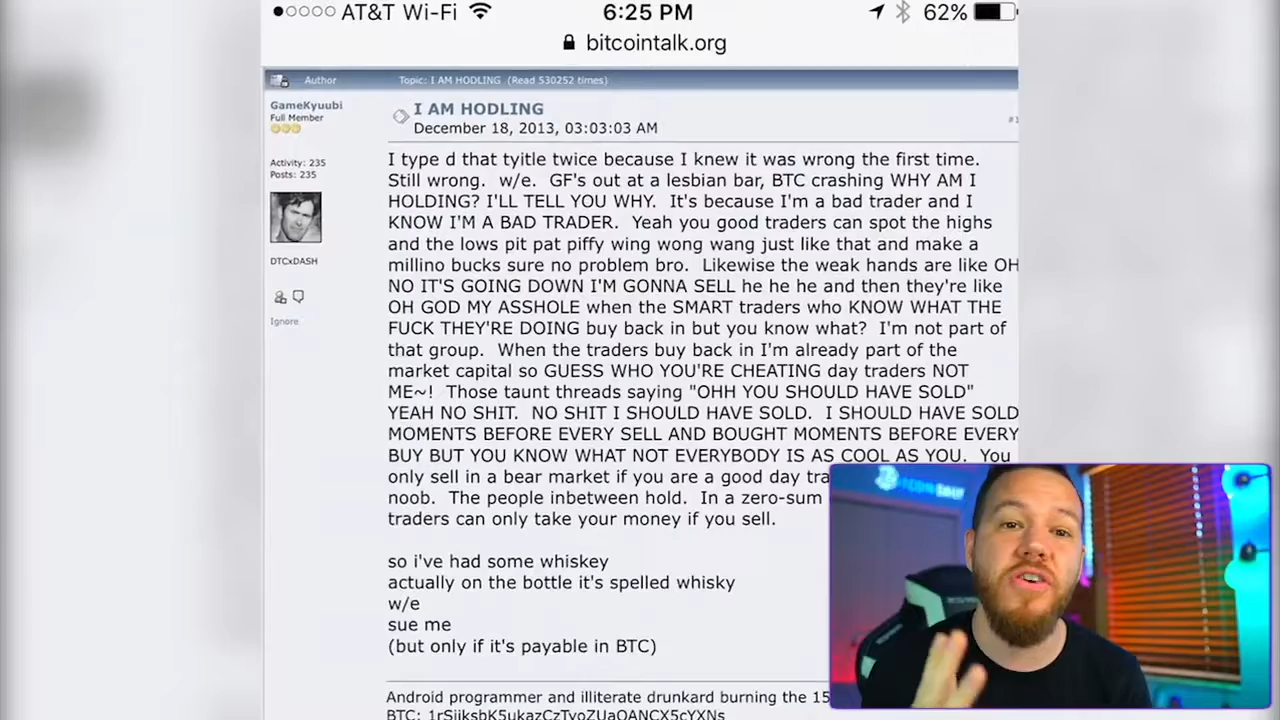 AT&T Wi-Fi
6:25 PM
62%
bitcointalk.org
Author
Topic: I AM HODLING (Read 530252 times)
GameKyuubi
Full Member
Activity: 235
Posts: 235
DTCxDASH
Ignore
I AM HODLING
#1
December 18, 2013, 03:03:03 AM
I type d that tyitle twice because I knew it was wrong the first time.
Still wrong. w/e. GF's out at a lesbian bar, BTC crashing WHY AM I
HOLDING? I'LL TELL YOU WHY. It's because I'm a bad trader and I
KNOW I'M A BAD TRADER. Yeah you good traders can spot the highs
and the lows pit pat piffy wing wong wang just like that and make a
millino bucks sure no problem bro. Likewise the weak hands are like OH
NO IT'S GOING DOWN I'M GONNA SELL he he he and then they're like
OH GOD MY ASSHOLE when the SMART traders who KNOW WHAT THE
FUCK THEY'RE DOING buy back in but you know what? I'm not part of
that group. When the traders buy back in I'm already part of the
market capital so GUESS WHO YOU'RE CHEATING day traders NOT
ME~! Those taunt threads saying "OHH YOU SHOULD HAVE SOLD"
YEAH NO SHIT. NO SHIT I SHOULD HAVE SOLD. I SHOULD HAVE SOLD
MOMENTS BEFORE EVERY SELL AND BOUGHT MOMENTS BEFORE EVERY
BUY BUT YOU KNOW WHAT NOT EVERYBODY IS AS COOL AS YOU. You
only sell in a bear market if you are a good day tra
noob. The people inbetween hold. In a zero-sum
traders can only take your money if you sell.
so i've had some whiskey
actually on the bottle it's spelled whisky
w/e
sue me
(but only if it's payable in BTC)
Android programmer and illiterate drunkard burning the 15
BTC: